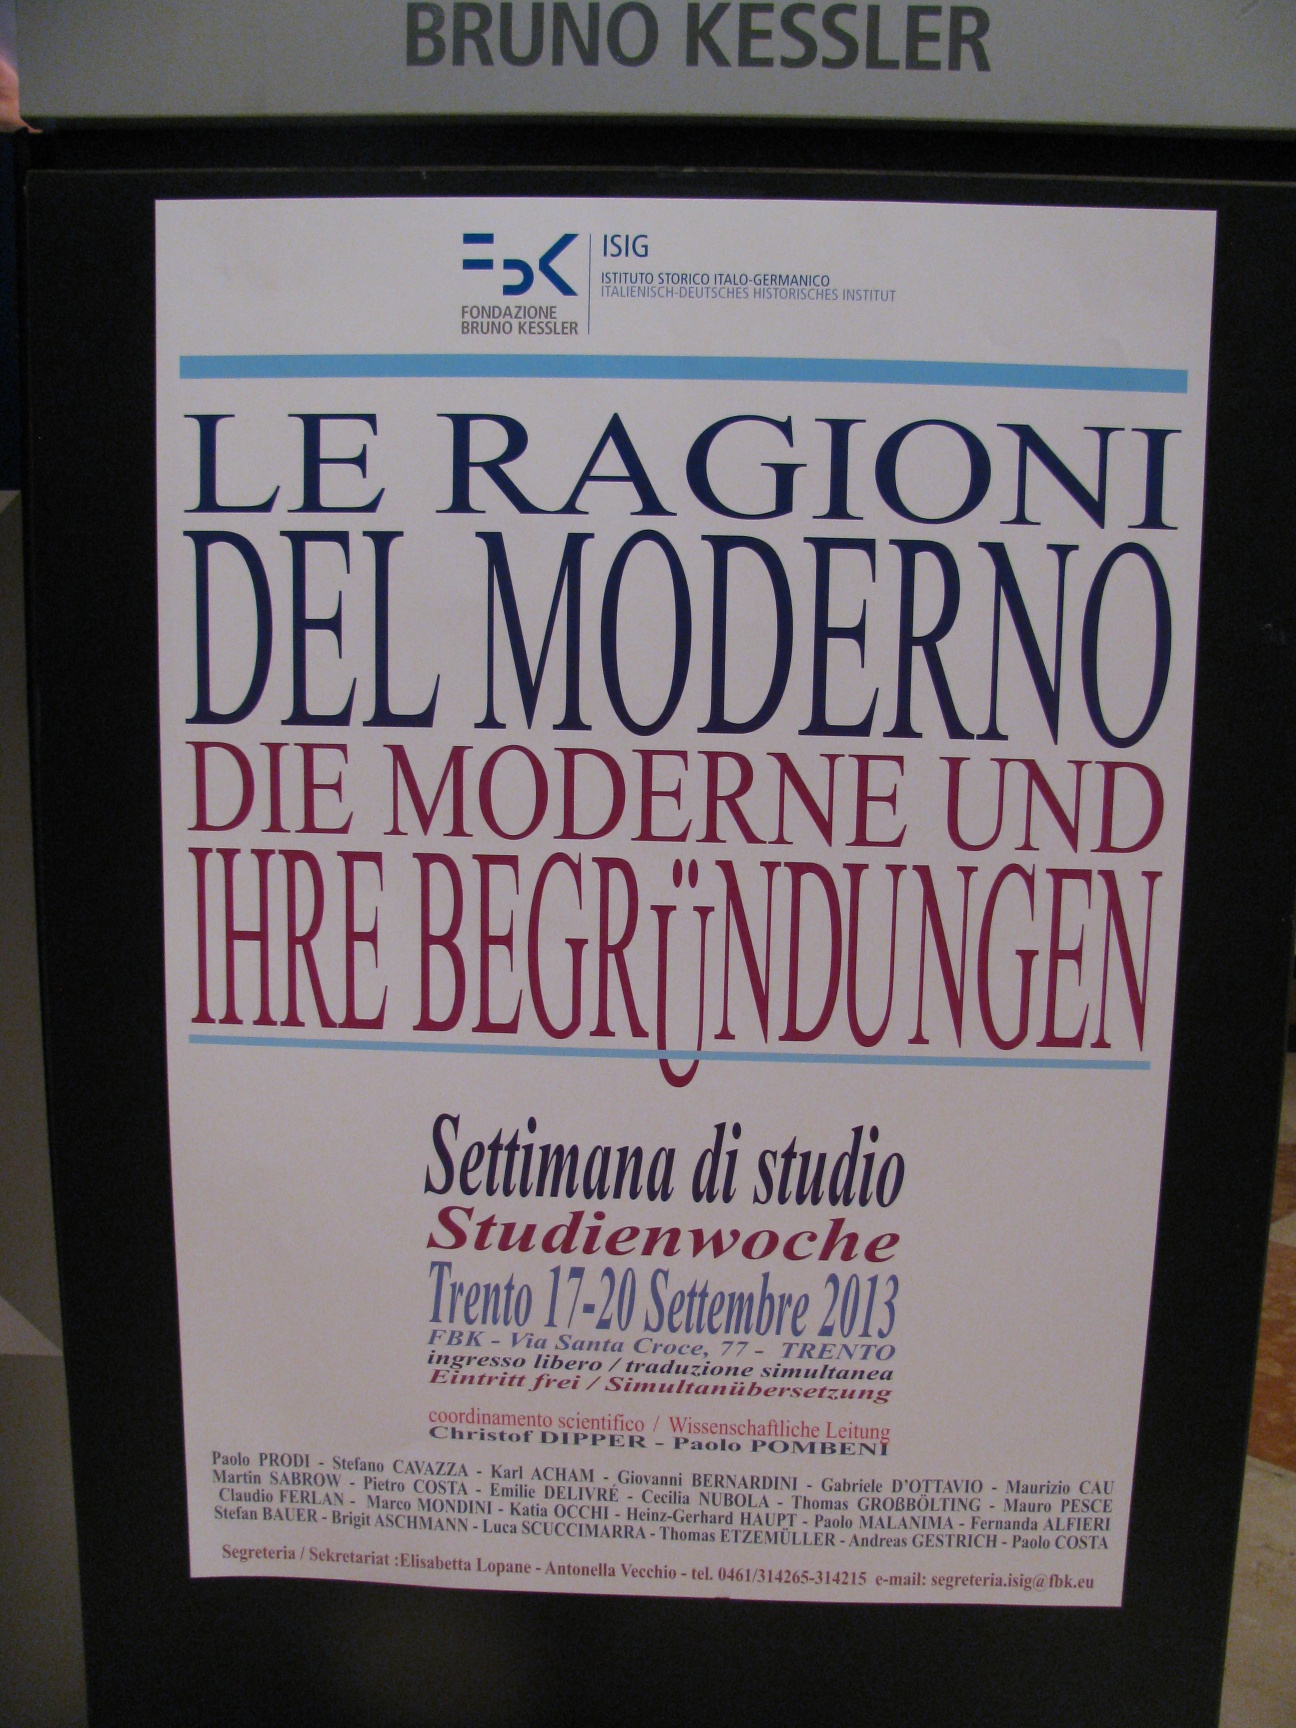 BRUNO KESSLER
FbK
FONDAZIONE
BRUNO KESSLER
ISIG
ISTITUTO STORICO ITALO-GERMANICO
ITALIENISCH-DEUTSCHES HISTORISCHES INSTITUT
LE RAGIONI
DEL MODERNO
DIE MODERNE UND
IHRE BEGRÜNDUNGEN
Settimana di studio
Studienwoche
Trento 17-20 Settembre 2013
FBK - Via Santa Croce, 77 - TRENTO
ingresso libero / traduzione simultanea
Eintritt frei / Simultanübersetzung
coordinamento scientifico / Wissenschaftliche Leitung
Christof DIPPER - Paolo POMBENI
Paolo PRODI - Stefano CAVAZZA - Karl ACHAM - Giovanni BERNARDINI - Gabriele D'OTTAVIO - Maurizio CAU
Martin SABROW - Pietro COSTA - Emilie DELIVRÉ - Cecilia NUBOLA - Thomas GROßBÖLTING - Mauro PESCE
Claudio FERLAN - Marco MONDINI - Katia OCCHI - Heinz-Gerhard HAUPT - Paolo MALANIMA - Fernanda ALFIERI
Stefan BAUER - Brigit ASCHMANN - Luca SCUCCIMARRA - Thomas ETZEMÜLLER - Andreas GESTRICH - Paolo COSTA
Segreteria / Sekretariat :Elisabetta Lopane - Antonella Vecchio - tel. 0461/314265-314215 e-mail: segreteria.isig@fbk.eu